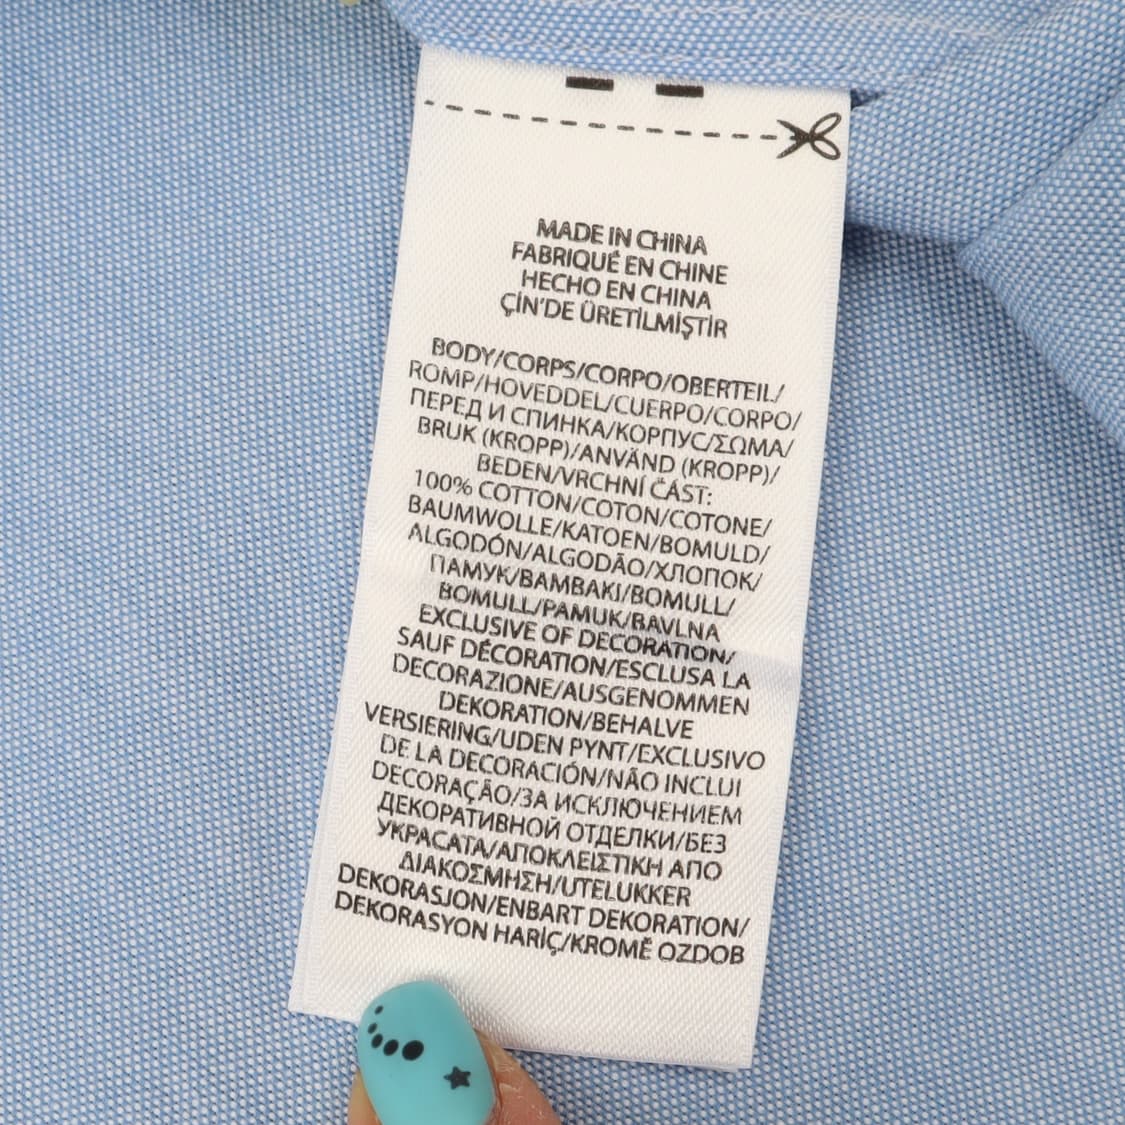 MADE IN CHINA
FABRIQUÉ EN CHINE
HECHO EN CHINA
ÇİN'DE ÜRETİLMİŞTİR
BODY/CORPS/CORPO/OBERTEIL/
ROMP/HOVEDDEL/CUERPO/CORPO/
ПЕРЕД И СПИНКА/КОРПУС/ΣΩΜΑ/
BRUK (KROPP)/ANVÄND (KROPP)/
BEDEN/VRCHNÍ ČÁST:
100% COTTON/COTON/COTONE/
BAUMWOLLE/KATOEN/BOMULD/
ALGODÓN/ALGODÃO/ХЛОПОК/
ПАМУК/ΒΑΜΒΑΚΙ/BOMULL/
BOMULL/PAMUK/BAVLNA
EXCLUSIVE OF DECORATION/
SAUF DÉCORATION/ESCLUSA LA
DECORAZIONE/AUSGENOMMEN
DEKORATION/BEHALVE
VERSIERING/UDEN PYNT/EXCLUSIVO
DE LA DECORACIÓN/NÃO INCLUI
DECORAÇÃO/ЗА ИСКЛЮЧЕНИЕМ
ДЕКОРАТИВНОЙ ОТДЕЛКИ/БЕЗ
УКРАСАТА/ΑΠΟΚΛΕΙΣΤΙΚΗ ΑΠΟ
ΔΙΑΚΟΣΜΗΣΗ/UTELUKKER
DEKORASJON/ENBART DEKORATION/
DEKORASYON HARİÇ/KROMĚ OZDOB